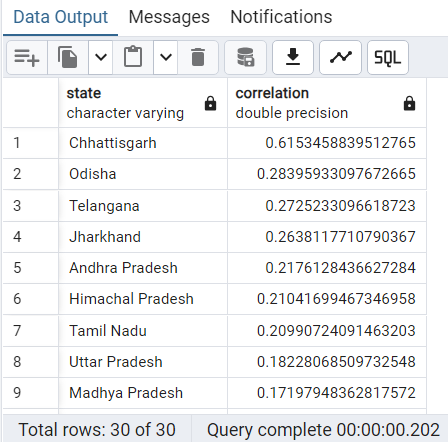 Data Output Messages Notifications
SQL
state correlation
character varying double precision
1 Chhattisgarh 0.6153458839512765
2 Odisha 0.28395933097672665
3 Telangana 0.2725233096618723
4 Jharkhand 0.2638117710790367
5 Andhra Pradesh 0.2176128436627284
6 Himachal Pradesh 0.21041699467346958
7 Tamil Nadu 0.20990724091463203
8 Uttar Pradesh 0.18228068509732548
9 Madhya Pradesh 0.17197948362817572
Total rows: 30 of 30 Query complete 00:00:00.202